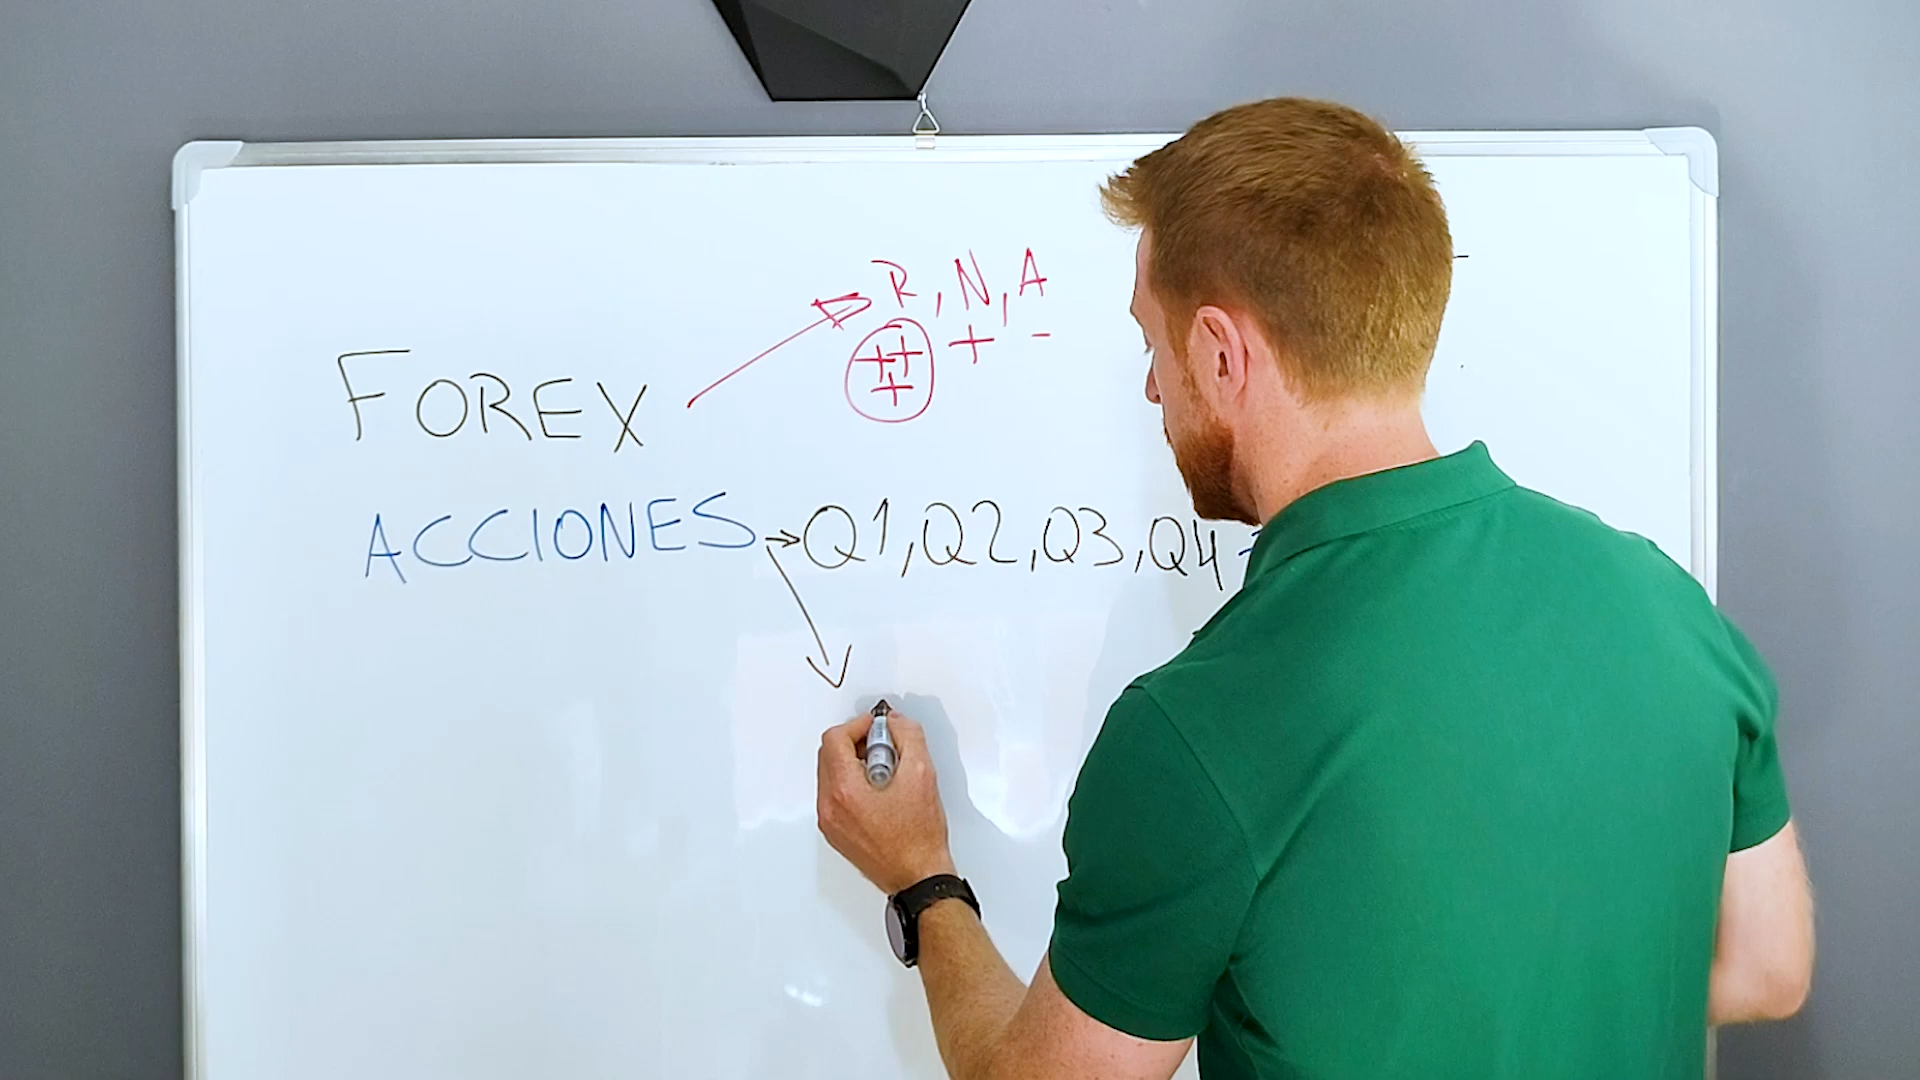 R, N, A
++ + -
+
FOREX
ACCIONES → Q1, Q2, Q3, Q4